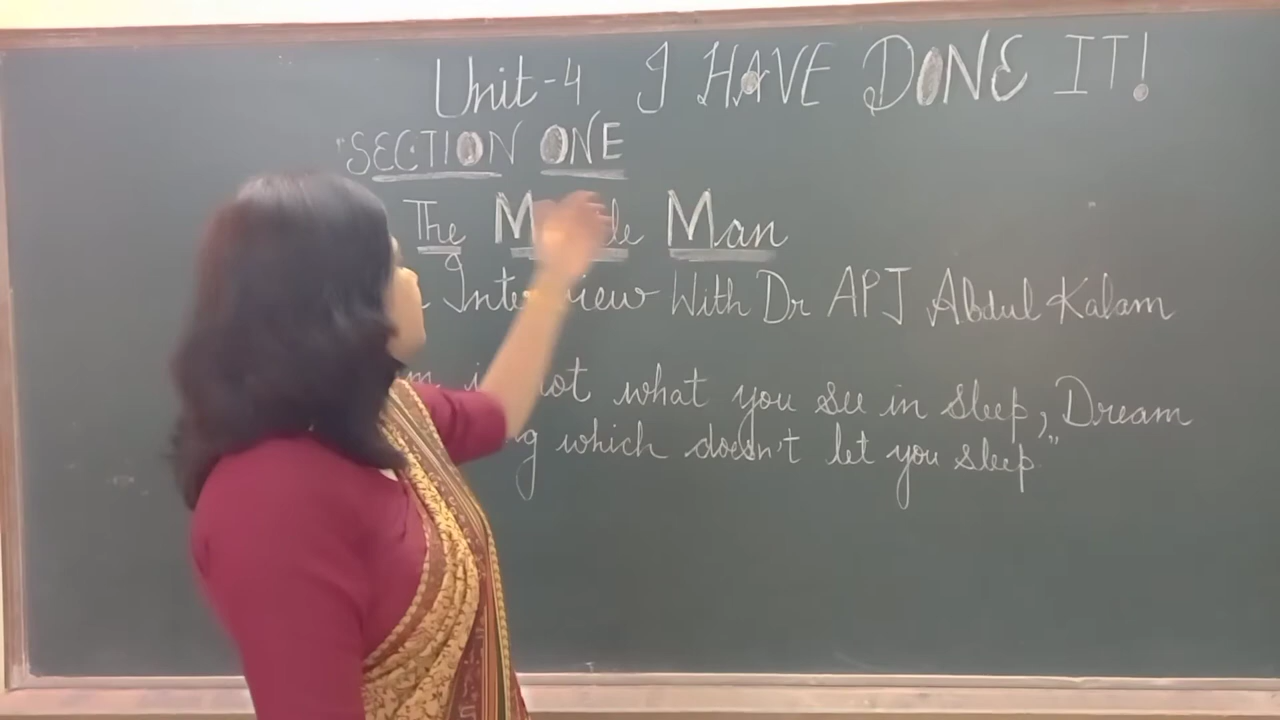 Unit-4 I HAVE DONE IT!
"SECTION ONE
The Man
Interview With Dr APJ Abdul Kalam
what you see in sleep, Dream
which doesn't let you sleep."